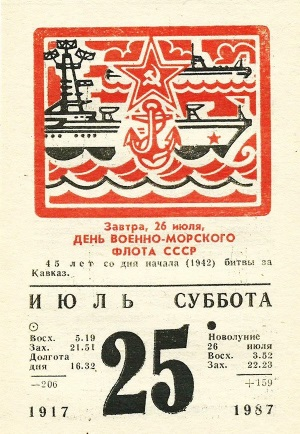 Завтра, 26 июля,
ДЕНЬ ВОЕННО-МОРСКОГО
ФЛОТА СССР
45 лет со дня начала (1942) битвы за
Кавказ.
ИЮЛЬ СУББОТА
Восх. 5.19
Зах. 21.51
Долгота
дня 16.32
—206
25
Новолуние
26 июля
Восх. 3.52
Зах. 22.23
+159
1917 1987